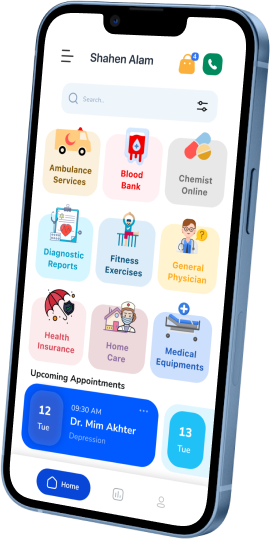 Shahen Alam
4
Search..
Ambulance
Services
Blood
Bank
Chemist
Online
Diagnostic
Reports
Fitness
Exercises
General
Physician
Health
Insurance
Home
Care
Medical
Equipments
Upcoming Appointments
12
Tue
09:30 AM
Dr. Mim Akhter
Depression
13
Tue
Home